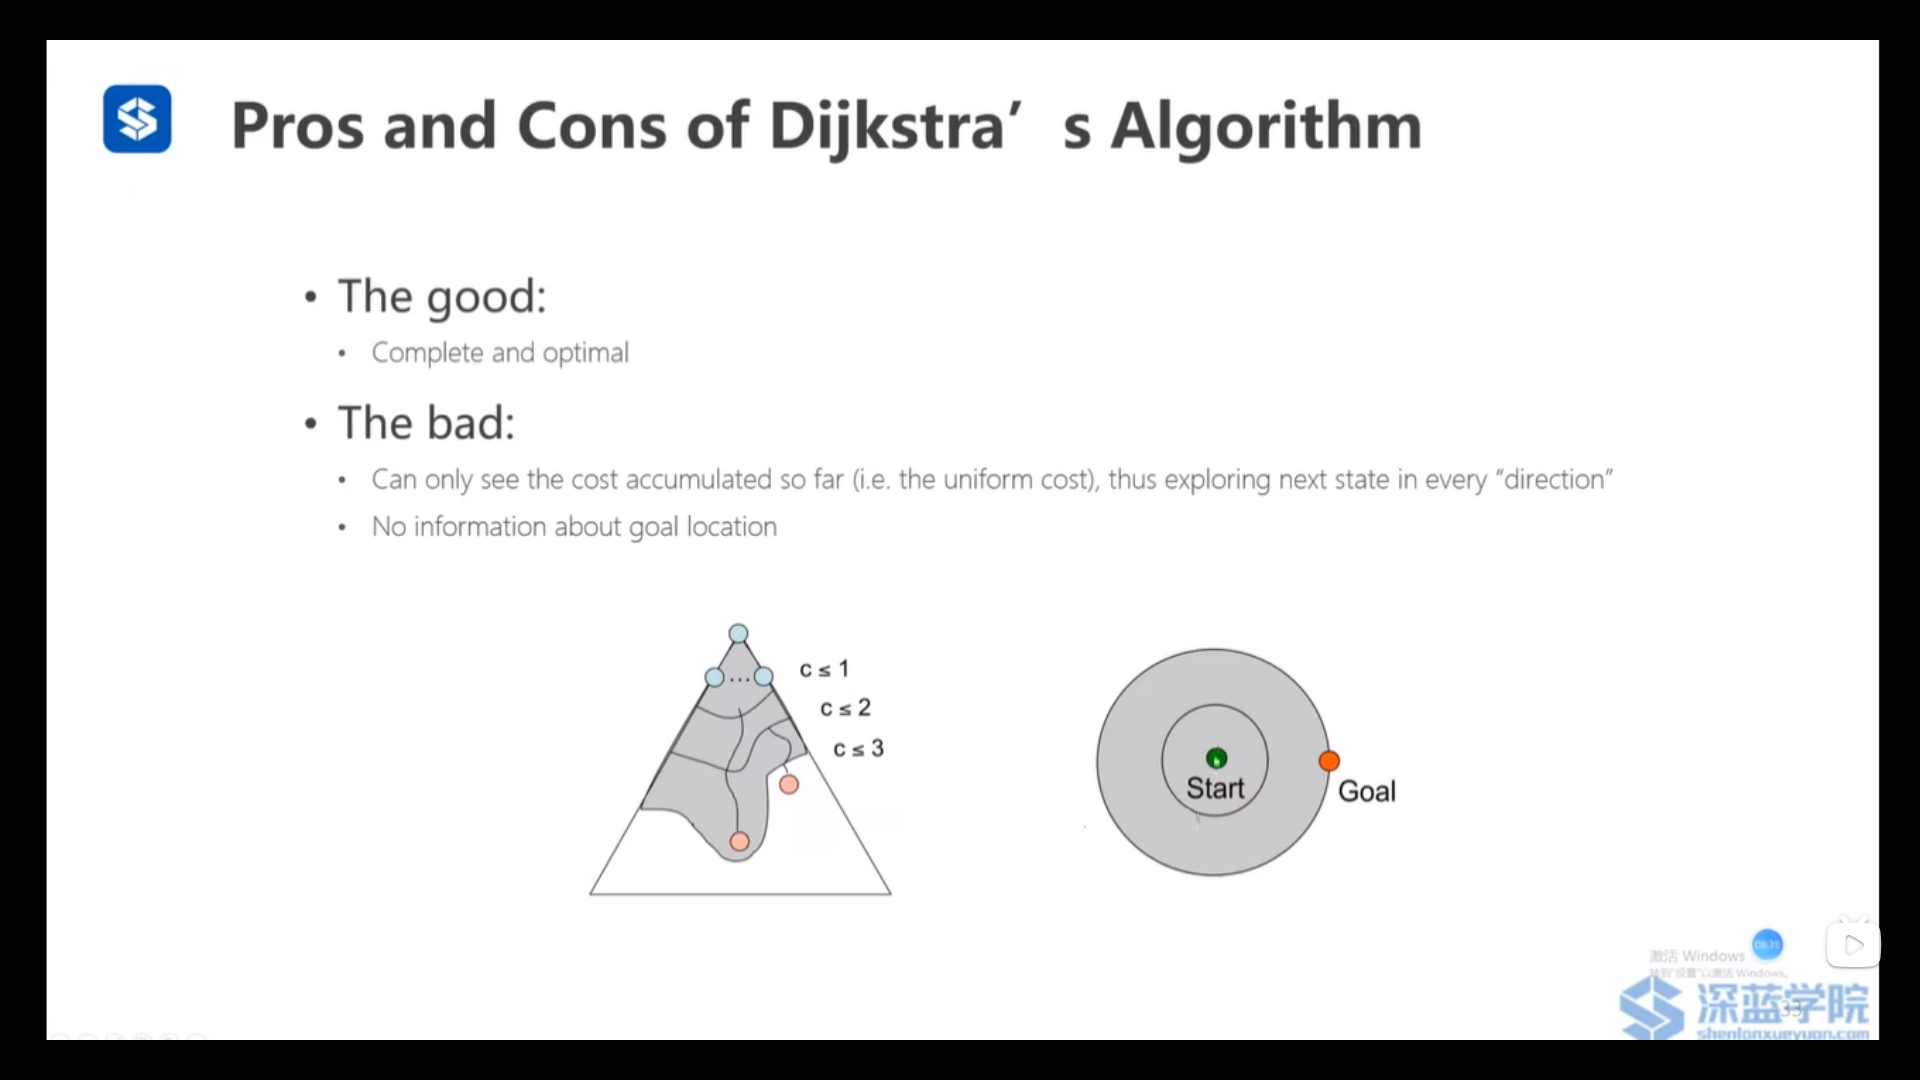 Pros and Cons of Dijkstra’s Algorithm
• The good:
• Complete and optimal
• The bad:
• Can only see the cost accumulated so far (i.e. the uniform cost), thus exploring next state in every “direction”
• No information about goal location
...
c ≤ 1
c ≤ 2
c ≤ 3
Start
Goal
激活 Windows
转到“设置”以激活 Windows。
深蓝学院
33
shenlanxueyuan.com